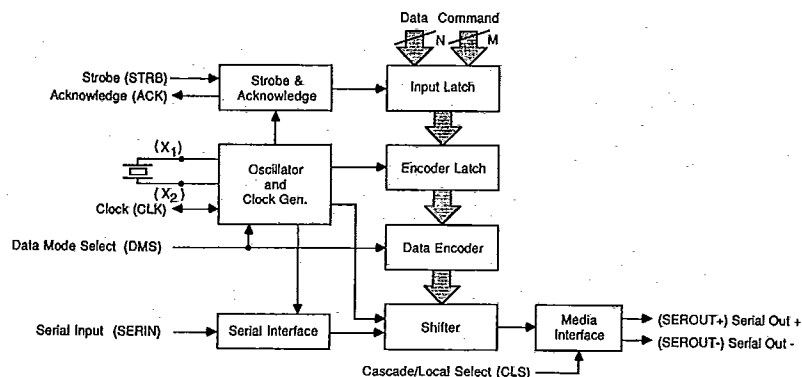 Data Command
N M
Strobe (STRB)
Acknowledge (ACK)
Strobe &
Acknowledge
Input Latch
(X1)
(X2)
Oscillator
and
Clock Gen.
Encoder Latch
Clock (CLK)
Data Mode Select (DMS)
Data Encoder
Serial Input (SERIN)
Serial Interface
Shifter
Media
Interface
(SEROUT+) Serial Out +
(SEROUT-) Serial Out -
Cascade/Local Select (CLS)